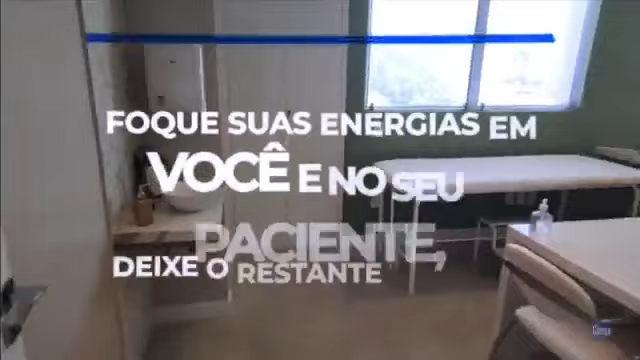 FOQUE SUAS ENERGIAS EM
VOCÊ E NO SEU
PACIENTE,
DEIXE O RESTANTE